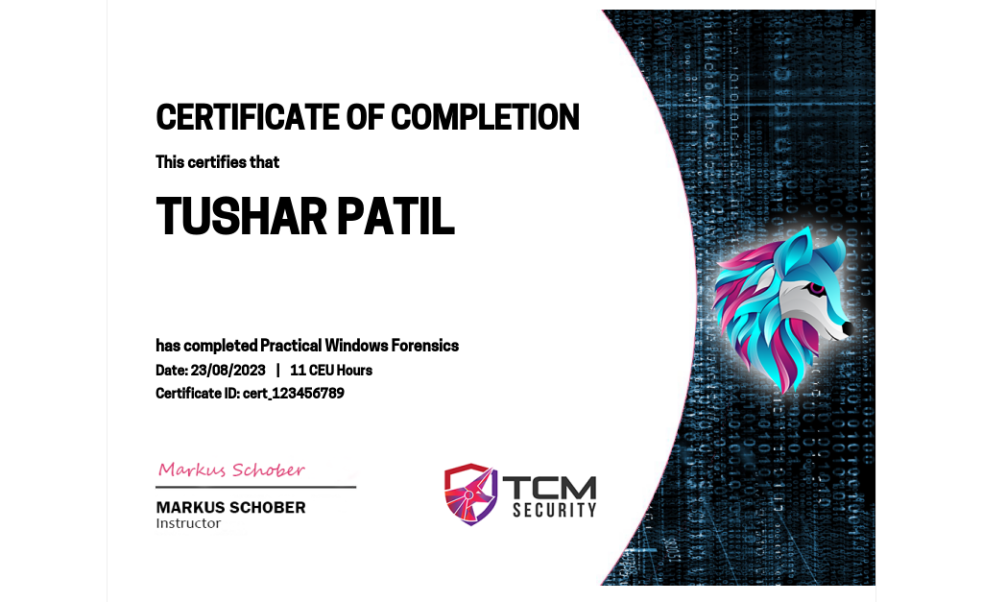 CERTIFICATE OF COMPLETION
This certifies that
TUSHAR PATIL
has completed Practical Windows Forensics
Date: 23/08/2023 | 11 CEU Hours
Certificate ID: cert_123456789
Markus Schober
MARKUS SCHOBER
Instructor
TCM
SECURITY